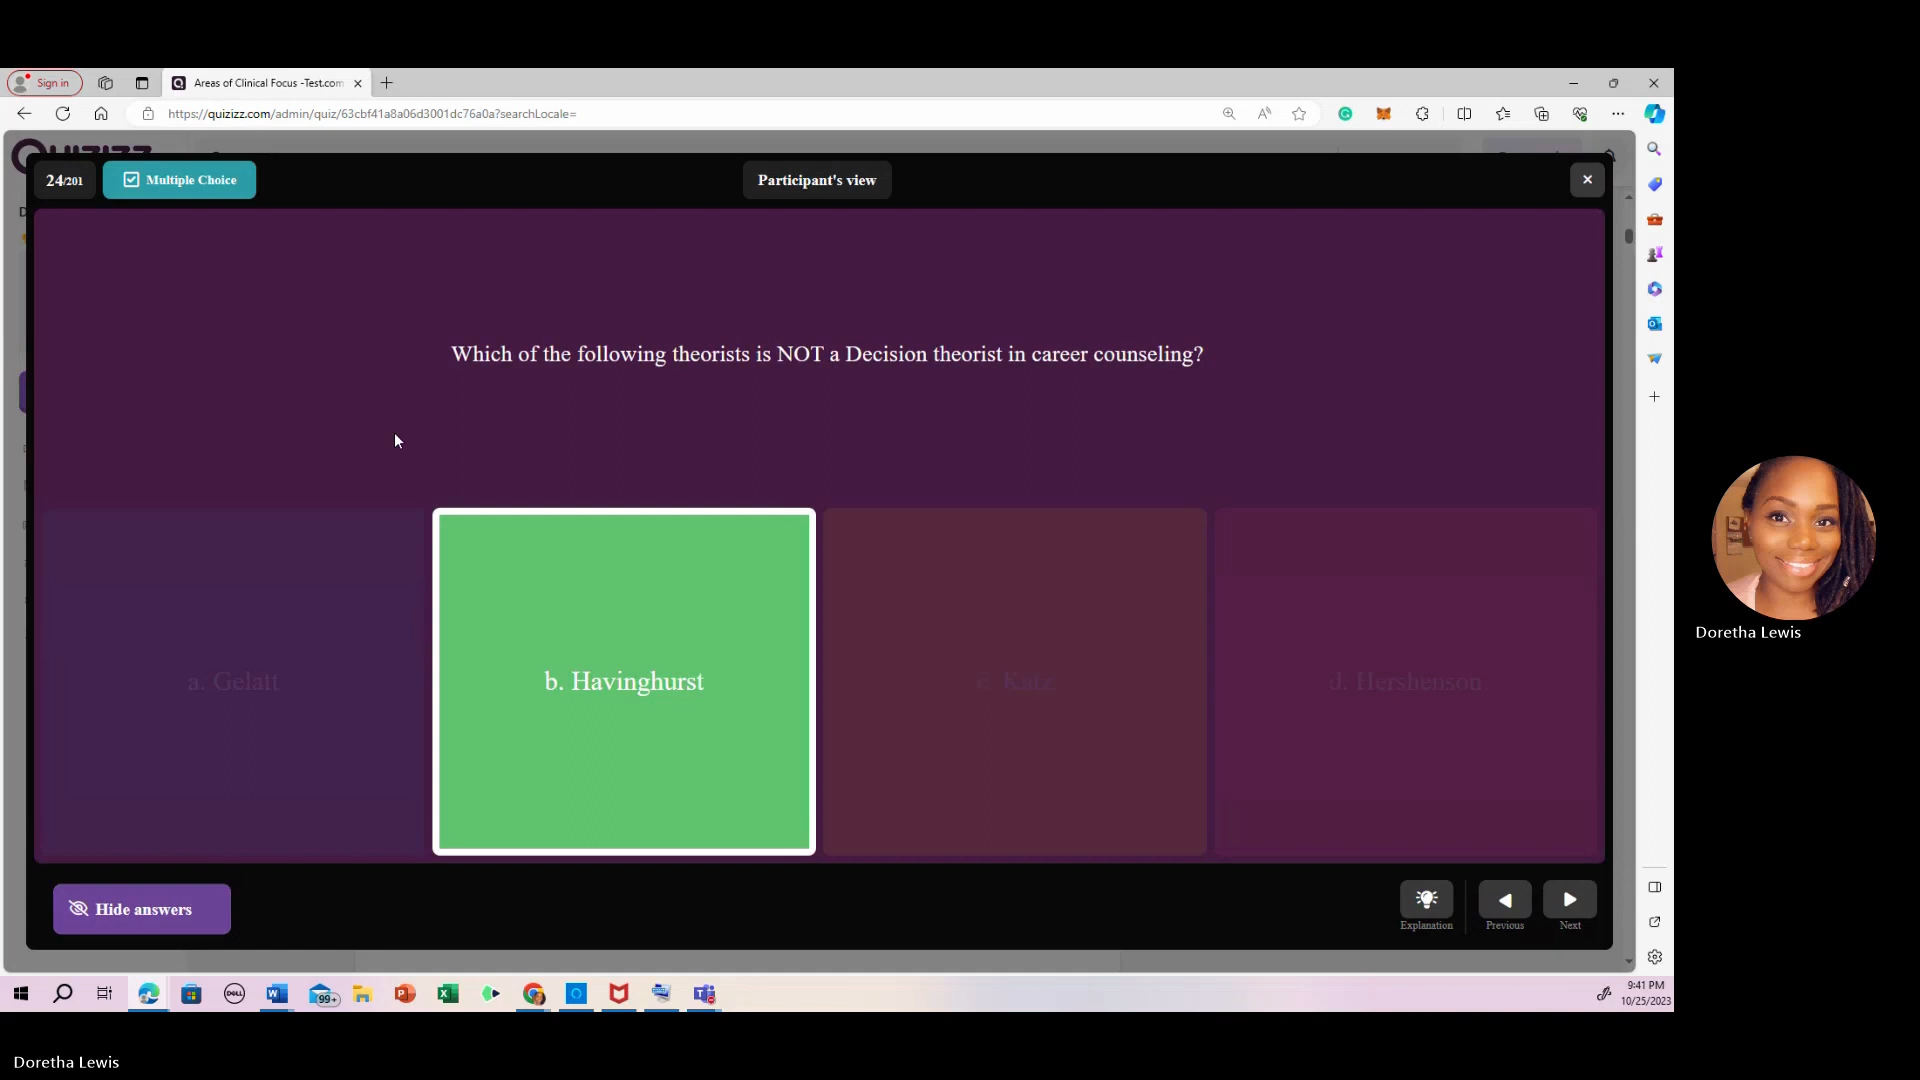 Sign in
Areas of Clinical Focus -Test.com
https://quizizz.com/admin/quiz/63cbf41a8a06d3001dc76a0a?searchLocale=
24/201
Multiple Choice
Participant's view
Which of the following theorists is NOT a Decision theorist in career counseling?
a. Gelatt
b. Havinghurst
c. Katz
d. Hershenson
Hide answers
Explanation
Previous
Next
Doretha Lewis
99+
DELL
9:41 PM
10/25/2023
Doretha Lewis